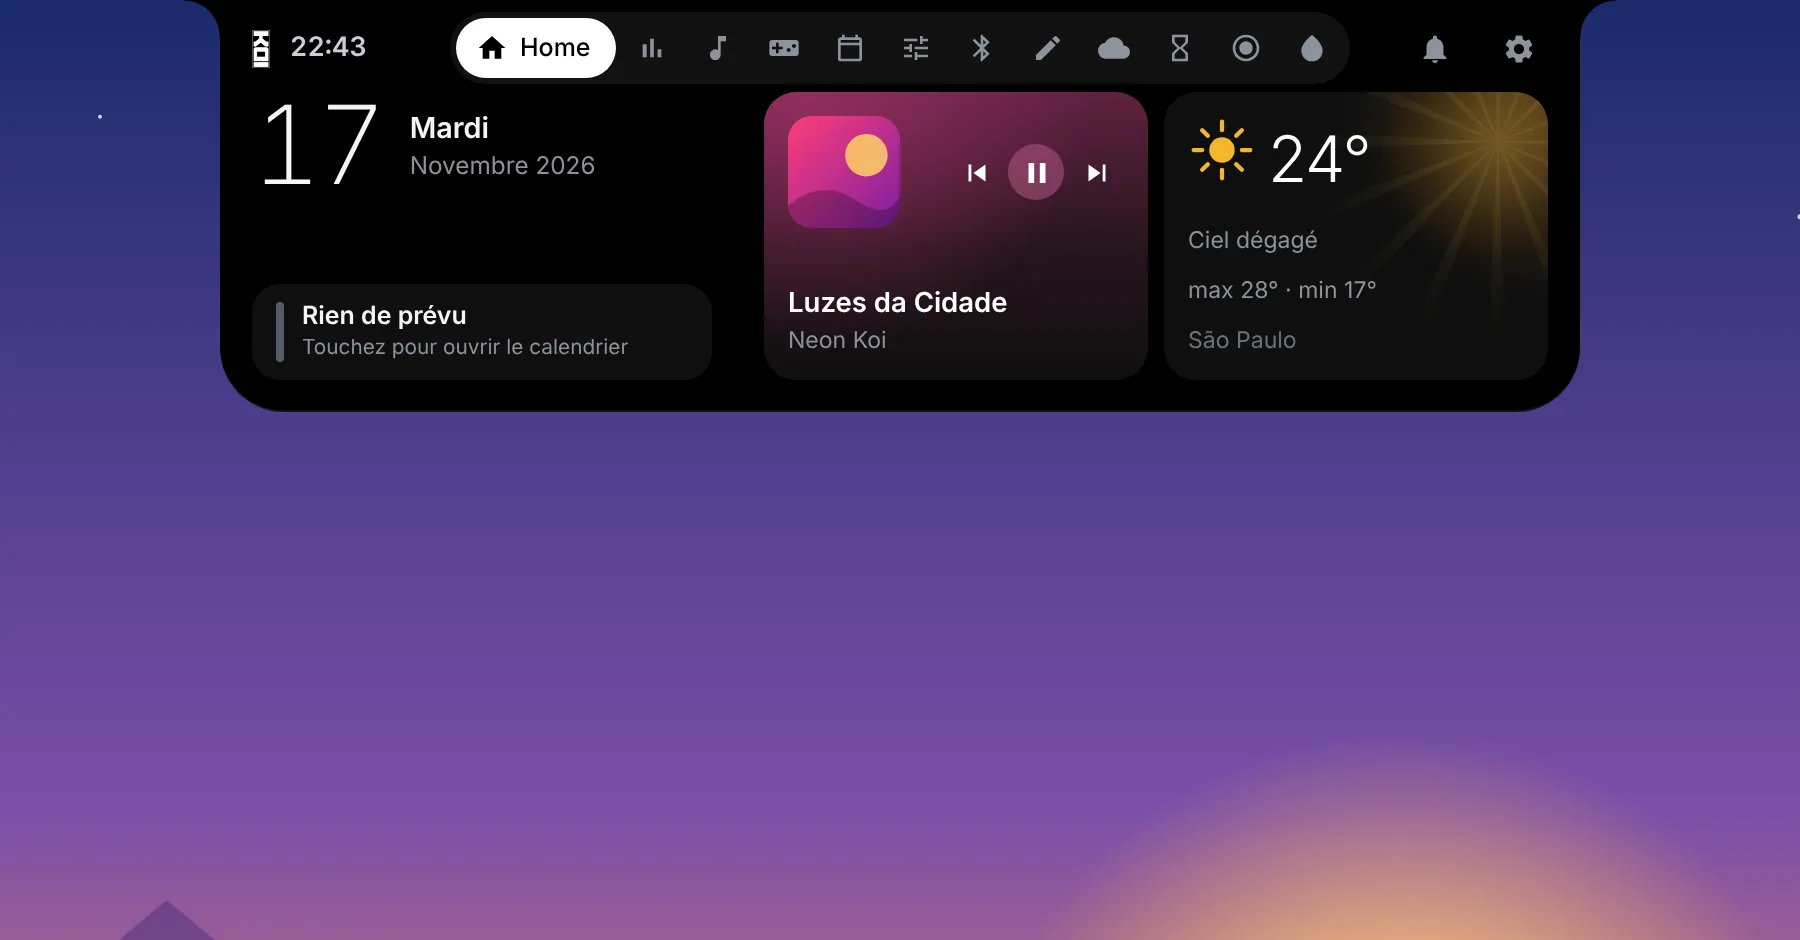 KOI
22:43
Home
17
Mardi
Novembre 2026
Rien de prévu
Touchez pour ouvrir le calendrier
Luzes da Cidade
Neon Koi
24°
Ciel dégagé
max 28° · min 17°
São Paulo